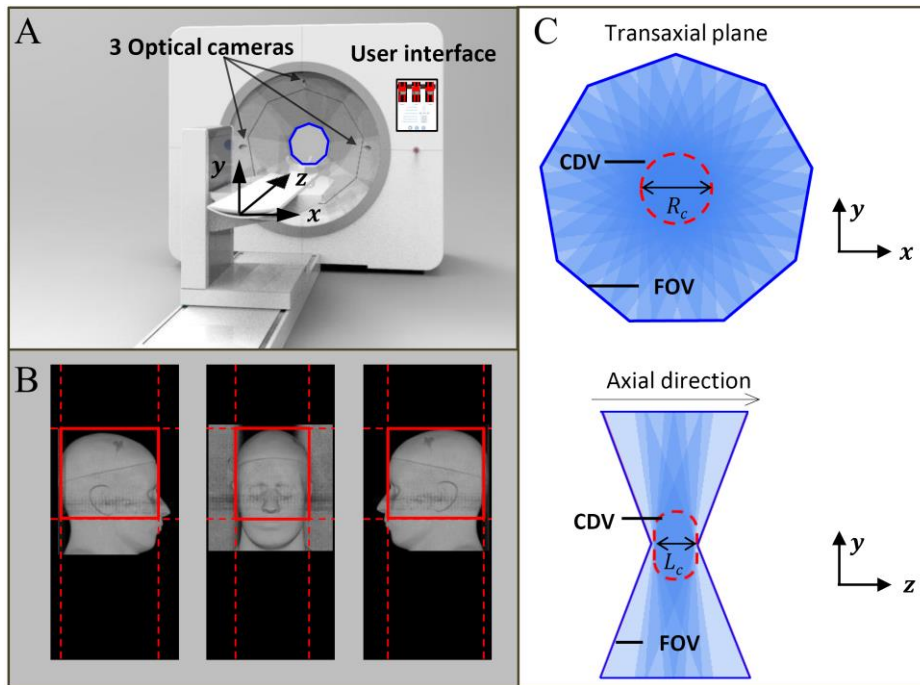 A
3 Optical cameras
User interface
y
z
x
B
C
Transaxial plane
CDV
R_c
FOV
y
x
Axial direction
CDV
L_c
FOV
y
z